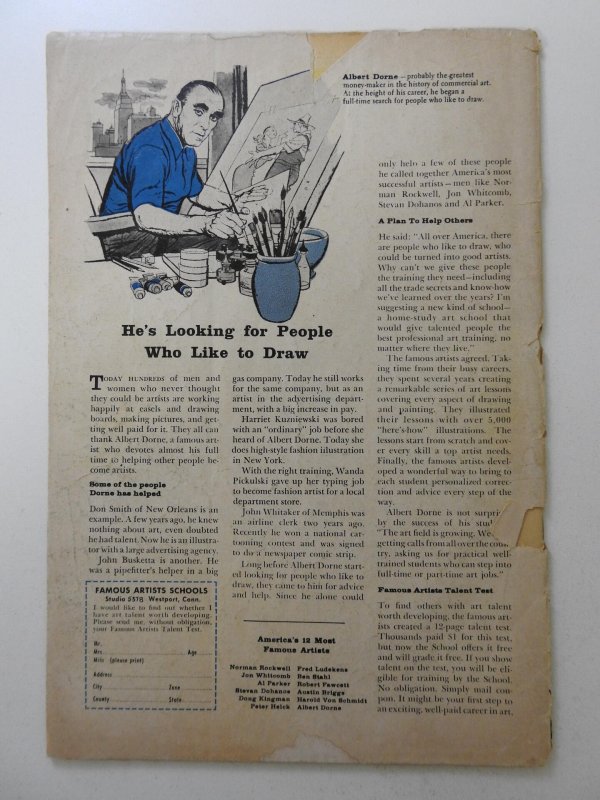 Albert Dorne — probably the greatest
money-maker in the history of commercial art.
At the height of his career, he began a
full-time search for people who like to draw.
He's Looking for People
Who Like to Draw
TODAY HUNDREDS of men and
women who never thought
they could be artists are working
happily at easels and drawing
boards, making pictures, and get-
ting well paid for it. They all can
thank Albert Dorne, a famous art-
ist who devotes almost his full
time to helping other people be-
come artists.
Some of the people
Dorne has helped
Don Smith of New Orleans is an
example. A few years ago, he knew
nothing about art, even doubted
he had talent. Now he is an illustra-
tor with a large advertising agency.
John Busketta is another. He
was a pipefitter's helper in a big
gas company. Today he still works
for the same company, but as an
artist in the advertising depart-
ment, with a big increase in pay.
Harriet Kuzniewski was bored
with an "ordinary" job before she
heard of Albert Dorne. Today she
does high-style fashion illustration
in New York.
With the right training, Wanda
Pickulski gave up her typing job
to become fashion artist for a local
department store.
John Whitaker of Memphis was
an airline clerk two years ago.
Recently he won a national car-
tooning contest and was signed
to do a newspaper comic strip.
Long before Albert Dorne start-
ed looking for people who like to
draw, they came to him for advice
and help. Since he alone could
only help a few of these people
he called together America's most
successful artists — men like Nor-
man Rockwell, Jon Whitcomb,
Stevan Dohanos and Al Parker.
A Plan To Help Others
He said: "All over America, there
are people who like to draw, who
could be turned into good artists.
Why can't we give these people
the training they need—including
all the trade secrets and know-how
we've learned over the years? I'm
suggesting a new kind of school—
a home-study art school that
would give talented people the
best professional art training, no
matter where they live."
The famous artists agreed. Tak-
ing time from their busy careers,
they spent several years creating
a remarkable series of art lessons
covering every aspect of drawing
and painting. They illustrated
their lessons with over 5,000
"here's-how" illustrations. The
lessons start from scratch and cov-
er every skill a top artist needs.
Finally, the famous artists devel-
oped a wonderful way to bring to
each student personalized correc-
tion and advice every step of the
way.
Albert Dorne is not surpri
by the success of his stud
"The art field is growing. We
getting calls from all over the coun-
try, asking us for practical well-
trained students who can step into
full-time or part-time art jobs."
Famous Artists Talent Test
To find others with art talent
worth developing, the famous art-
ists created a 12-page talent test.
Thousands paid $1 for this test,
but now the School offers it free
and will grade it free. If you show
talent on the test, you will be eli-
gible for training by the School.
No obligation. Simply mail cou-
pon. It might be your first step to
an exciting, well-paid career in art.
FAMOUS ARTISTS SCHOOLS
Studio 5578 Westport, Conn.
I would like to find out whether I
have art talent worth developing.
Please send me, without obligation,
your Famous Artists Talent Test.
Mr.
Mrs. Age
Miss (please print)
Address
City Zone
County State
America's 12 Most
Famous Artists
Norman Rockwell Fred Ludekens
Jon Whitcomb Ben Stahl
Al Parker Robert Fawcett
Stevan Dohanos Austin Briggs
Dong Kingman Harold Von Schmidt
Peter Helck Albert Dorne